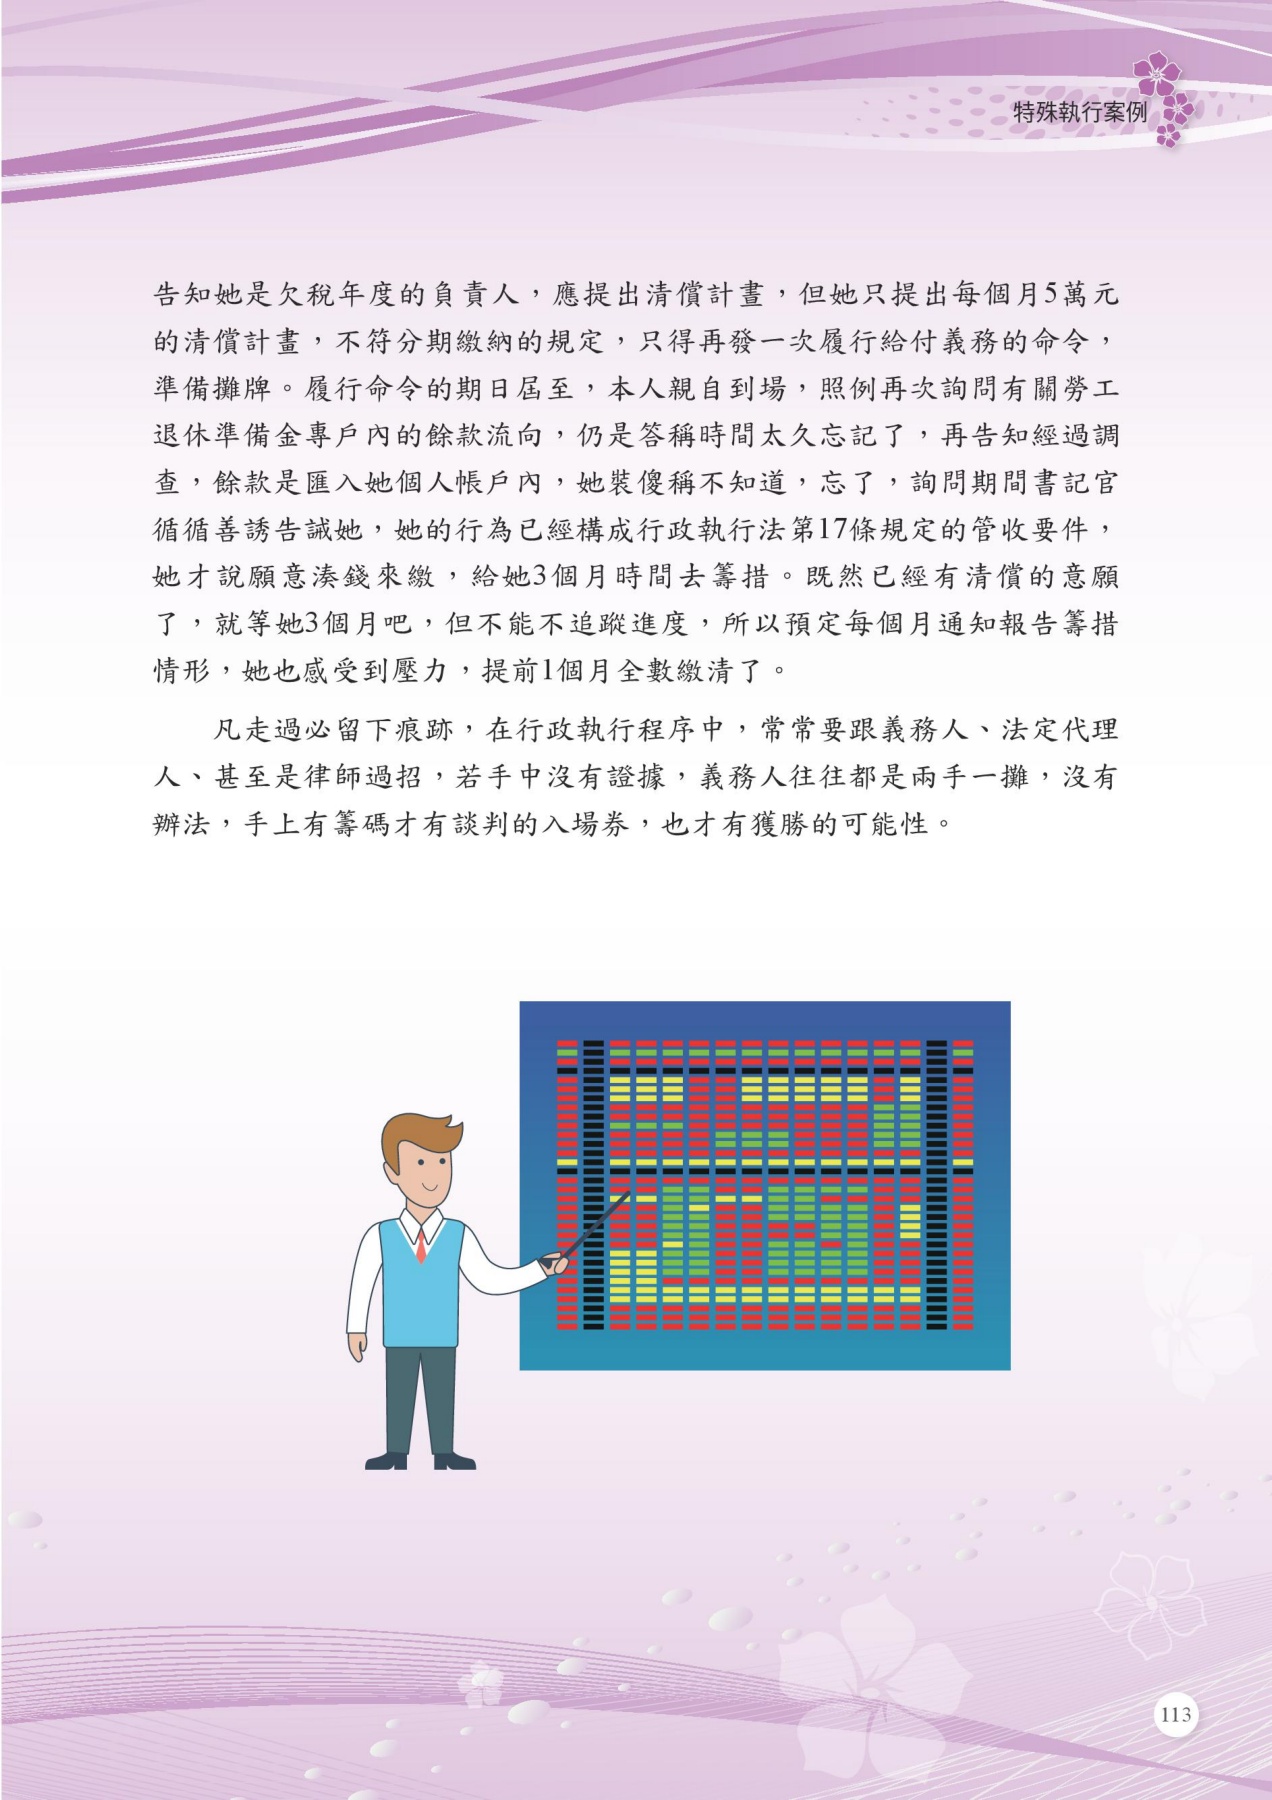 特殊執行案例
告知她是欠稅年度的負責人，應提出清償計畫，但她只提出每個月5萬元
的清償計畫，不符分期繳納的規定，只得再發一次履行給付義務的命令，
準備攤牌。履行命令的期日屆至，本人親自到場，照例再次詢問有關勞工
退休準備金專戶內的餘款流向，仍是答稱時間太久忘記了，再告知經過調
查，餘款是匯入她個人帳戶內，她裝傻稱不知道，忘了，詢問期間書記官
循循善誘告誡她，她的行為已經構成行政執行法第17條規定的管收要件，
她才說願意湊錢來繳，給她3個月時間去籌措。既然已經有清償的意願
了，就等她3個月吧，但不能不追蹤進度，所以預定每個月通知報告籌措
情形，她也感受到壓力，提前1個月全數繳清了。
凡走過必留下痕跡，在行政執行程序中，常常要跟義務人、法定代理
人、甚至是律師過招，若手中沒有證據，義務人往往都是兩手一攤，沒有
辦法，手上有籌碼才有談判的入場券，也才有獲勝的可能性。
113